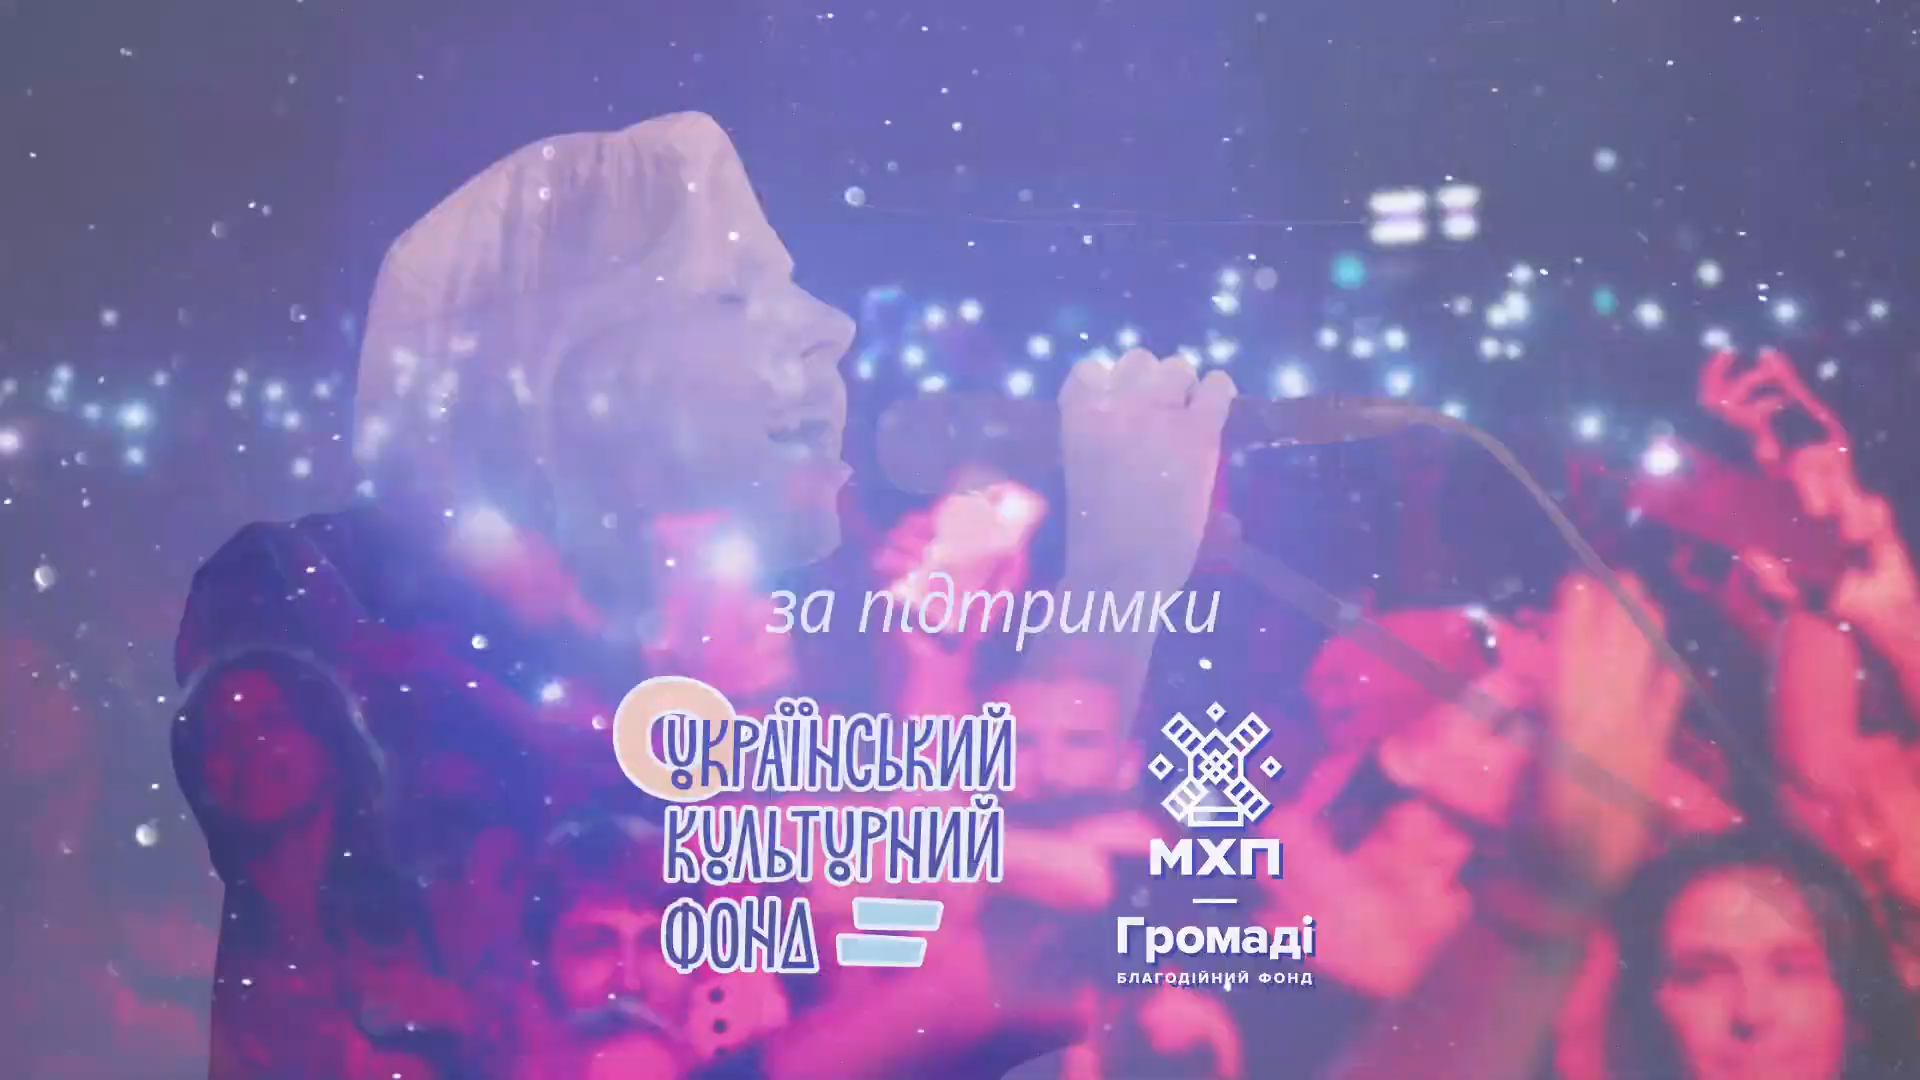 за підтримки
УКРАЇНСЬКИЙ
КУЛЬТУРНИЙ
ФОНД
МХП
Громаді
БЛАГОДІЙНИЙ ФОНД